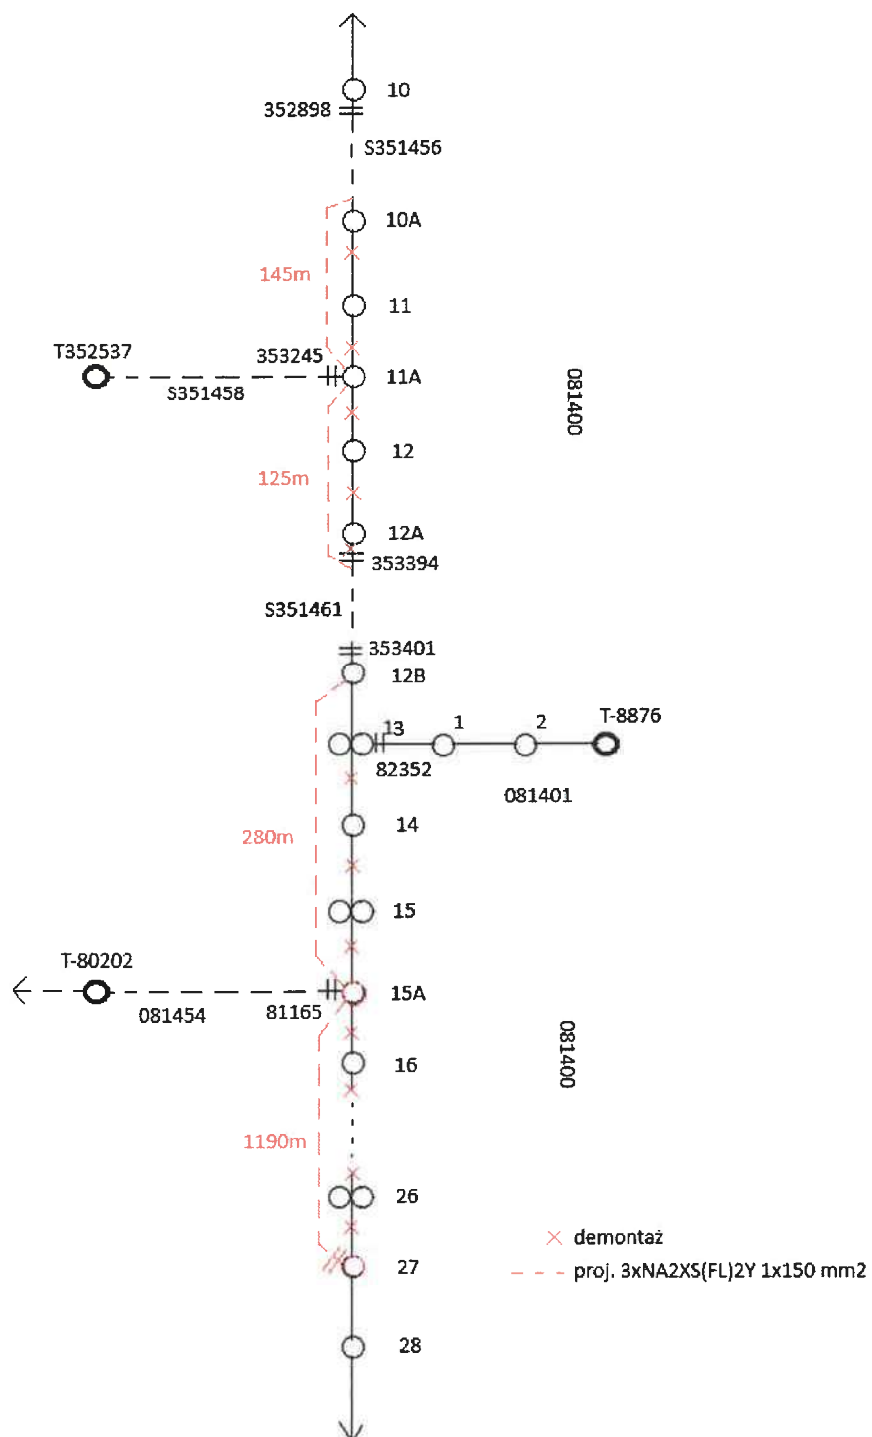 10
352898
S351456
10A
145m
11
T352537
353245
11A
S351458
081400
12
125m
12A
353394
S351461
353401
12B
13
1
2
T-8876
82352
081401
14
280m
15
T-80202
15A
081454
81165
081400
16
1190m
26
demontaż
27
proj. 3xNA2XS(FL)2Y 1x150 mm2
28